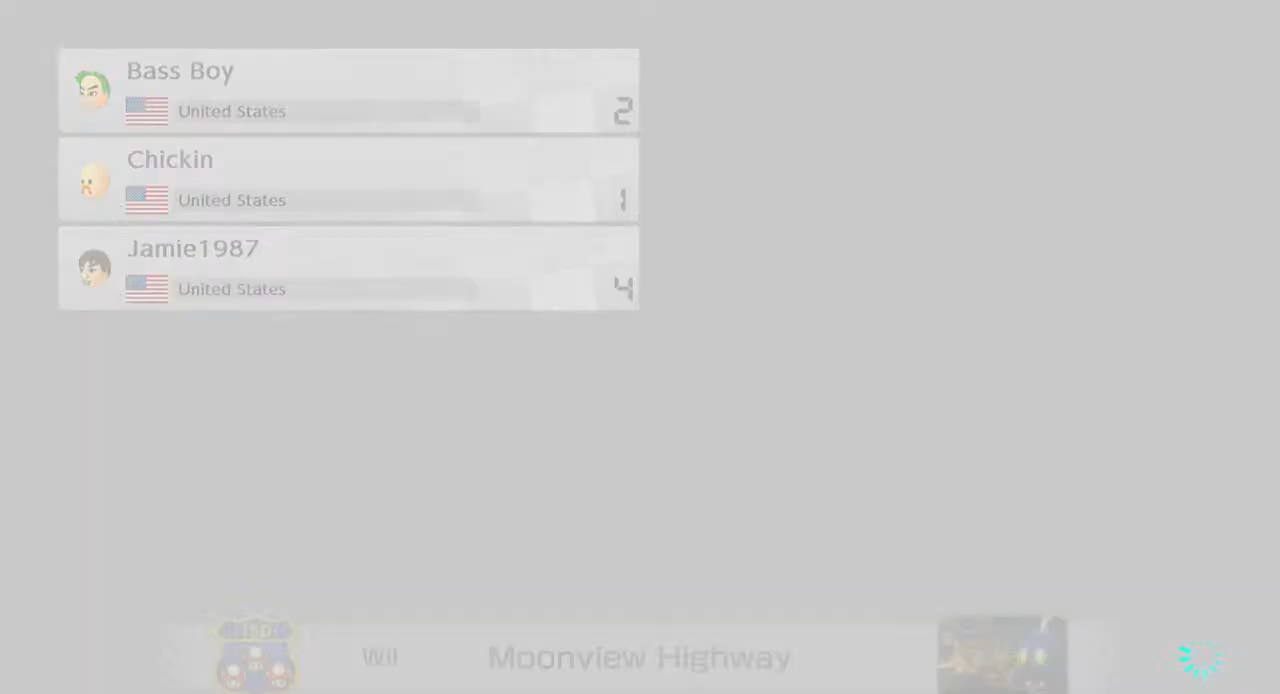 Bass Boy
United States
2
Chickin
United States
1
Jamie1987
United States
4
Wii Moonview Highway